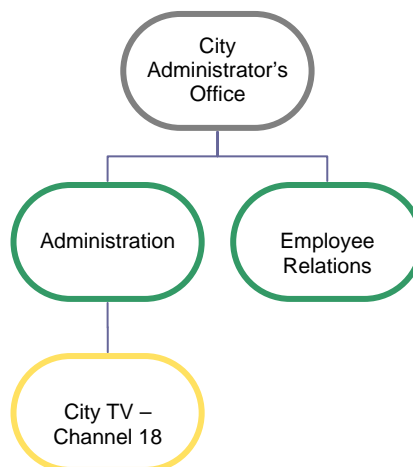 City
Administrator’s
Office
Administration
Employee
Relations
City TV –
Channel 18